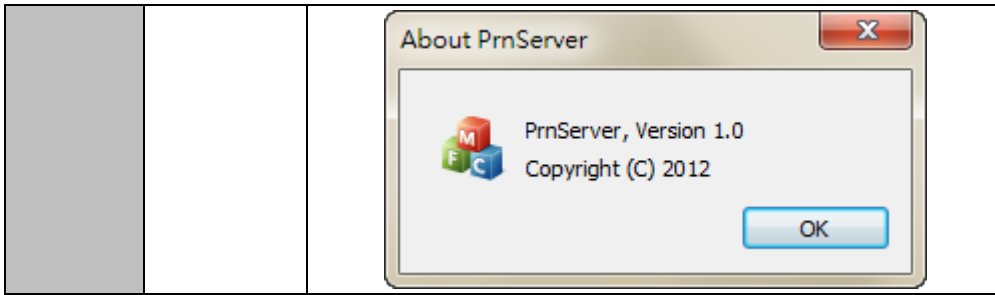 About PrnServer
PrnServer, Version 1.0
Copyright (C) 2012
M
F C
OK